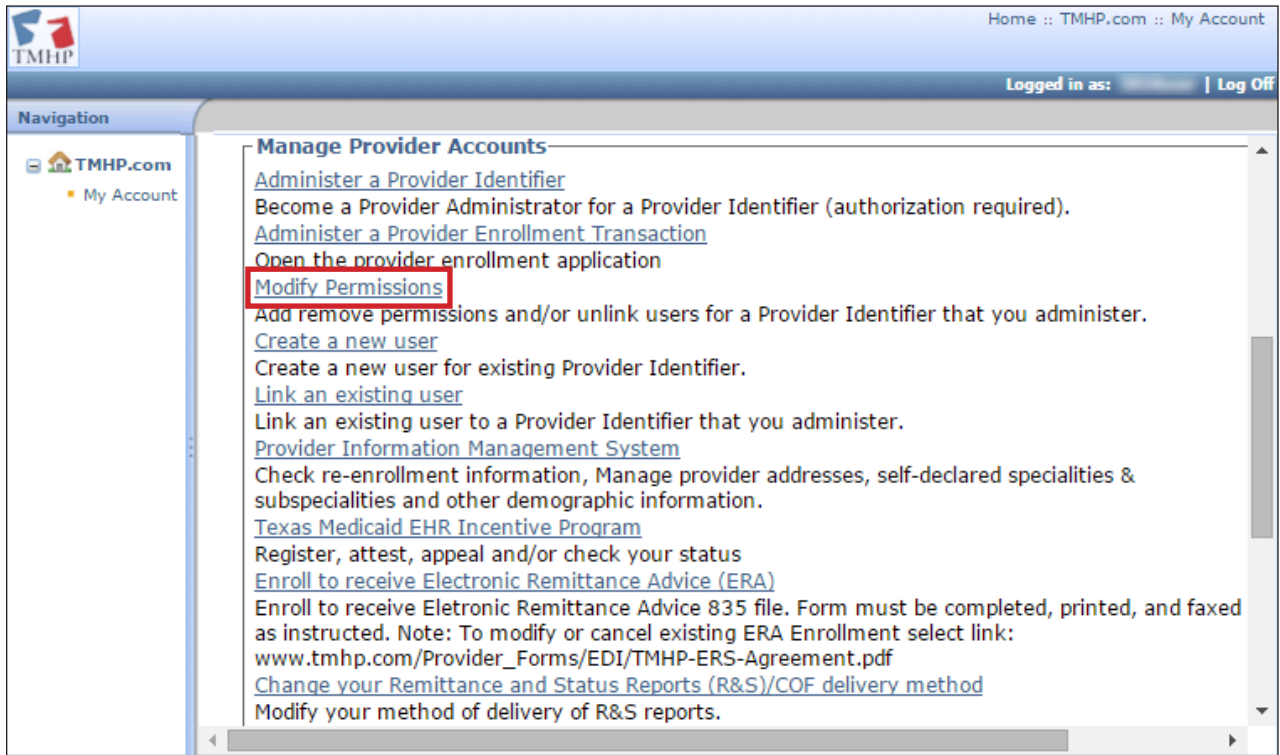 TMHP
Home :: TMHP.com :: My Account
Logged in as: | Log Off
Navigation
TMHP.com
My Account
Manage Provider Accounts
Administer a Provider Identifier
Become a Provider Administrator for a Provider Identifier (authorization required).
Administer a Provider Enrollment Transaction
Open the provider enrollment application
Modify Permissions
Add remove permissions and/or unlink users for a Provider Identifier that you administer.
Create a new user
Create a new user for existing Provider Identifier.
Link an existing user
Link an existing user to a Provider Identifier that you administer.
Provider Information Management System
Check re-enrollment information, Manage provider addresses, self-declared specialities &
subspecialities and other demographic information.
Texas Medicaid EHR Incentive Program
Register, attest, appeal and/or check your status
Enroll to receive Electronic Remittance Advice (ERA)
Enroll to receive Eletronic Remittance Advice 835 file. Form must be completed, printed, and faxed
as instructed. Note: To modify or cancel existing ERA Enrollment select link:
www.tmhp.com/Provider_Forms/EDI/TMHP-ERS-Agreement.pdf
Change your Remittance and Status Reports (R&S)/COF delivery method
Modify your method of delivery of R&S reports.